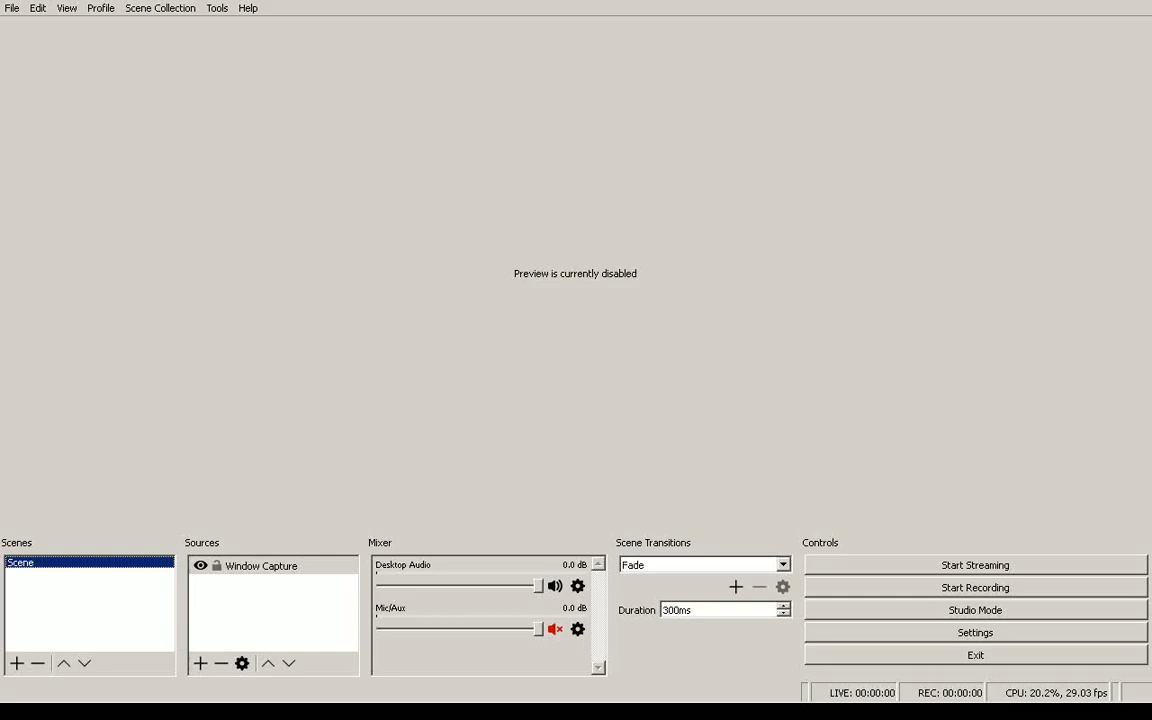 File Edit View Profile Scene Collection Tools Help
Preview is currently disabled
Scenes
Scene
Sources
Window Capture
Mixer
Desktop Audio 0.0 dB
Mic/Aux 0.0 dB
Scene Transitions
Fade
Duration 300ms
Controls
Start Streaming
Start Recording
Studio Mode
Settings
Exit
LIVE: 00:00:00 REC: 00:00:00 CPU: 20.2%, 29.03 fps